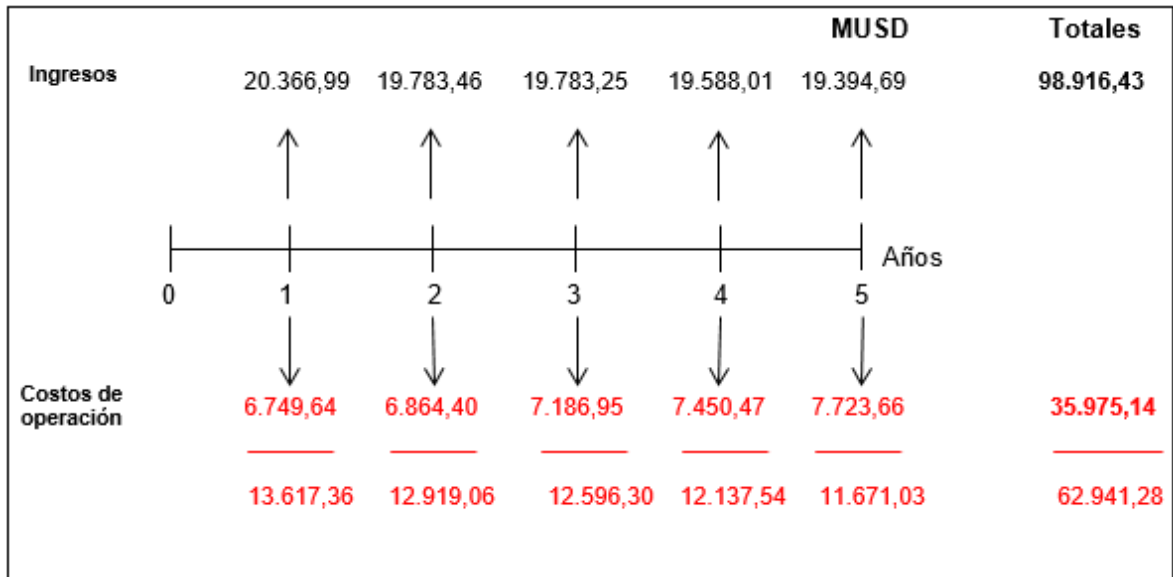 MUSD Totales
Ingresos 20.366,99 19.783,46 19.783,25 19.588,01 19.394,69 98.916,43
Años
0 1 2 3 4 5
Costos de
operación
6.749,64 6.864,40 7.186,95 7.450,47 7.723,66 35.975,14
13.617,36 12.919,06 12.596,30 12.137,54 11.671,03 62.941,28